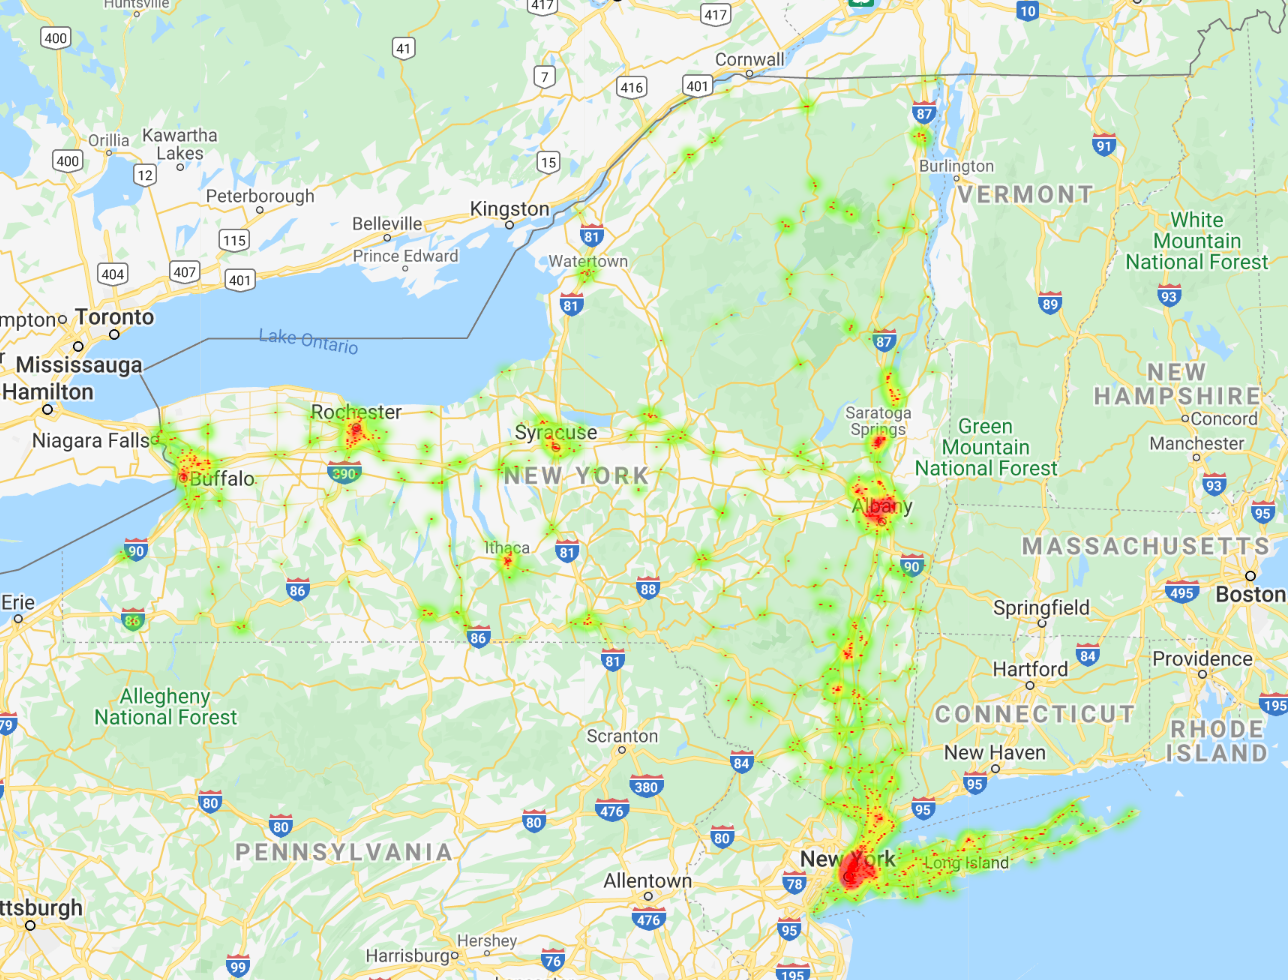 Huntsville
417
417
10
400
41
Cornwall
7
416
401
87
Orillia
Kawartha
Lakes
400
12
15
91
Burlington
VERMONT
Peterborough
Kingston
Belleville
115
81
White
Mountain
National Forest
Prince Edward
Watertown
404
407
401
81
89
93
mpton
Toronto
Lake Ontario
87
Mississauga
Hamilton
NEW
HAMPSHIRE
Rochester
Saratoga
Springs
Concord
Niagara Falls
Syracuse
Green
Mountain
National Forest
Manchester
390
Buffalo
NEW YORK
93
Albany
95
90
Ithaca
81
MASSACHUSETTS
90
86
88
495
Boston
Erie
86
Springfield
86
81
84
Hartford
Providence
Allegheny
National Forest
79
195
CONNECTICUT
RHODE
ISLAND
Scranton
84
New Haven
380
95
80
476
95
80
80
80
PENNSYLVANIA
New York
Long Island
Allentown
78
ttsburgh
476
95
Hershey
Harrisburg
76
99
195